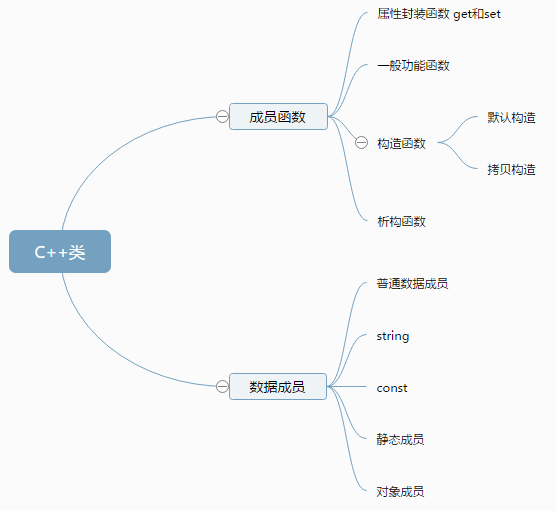 C++类
成员函数
属性封装函数 get和set
一般功能函数
构造函数
默认构造
拷贝构造
析构函数
数据成员
普通数据成员
string
const
静态成员
对象成员